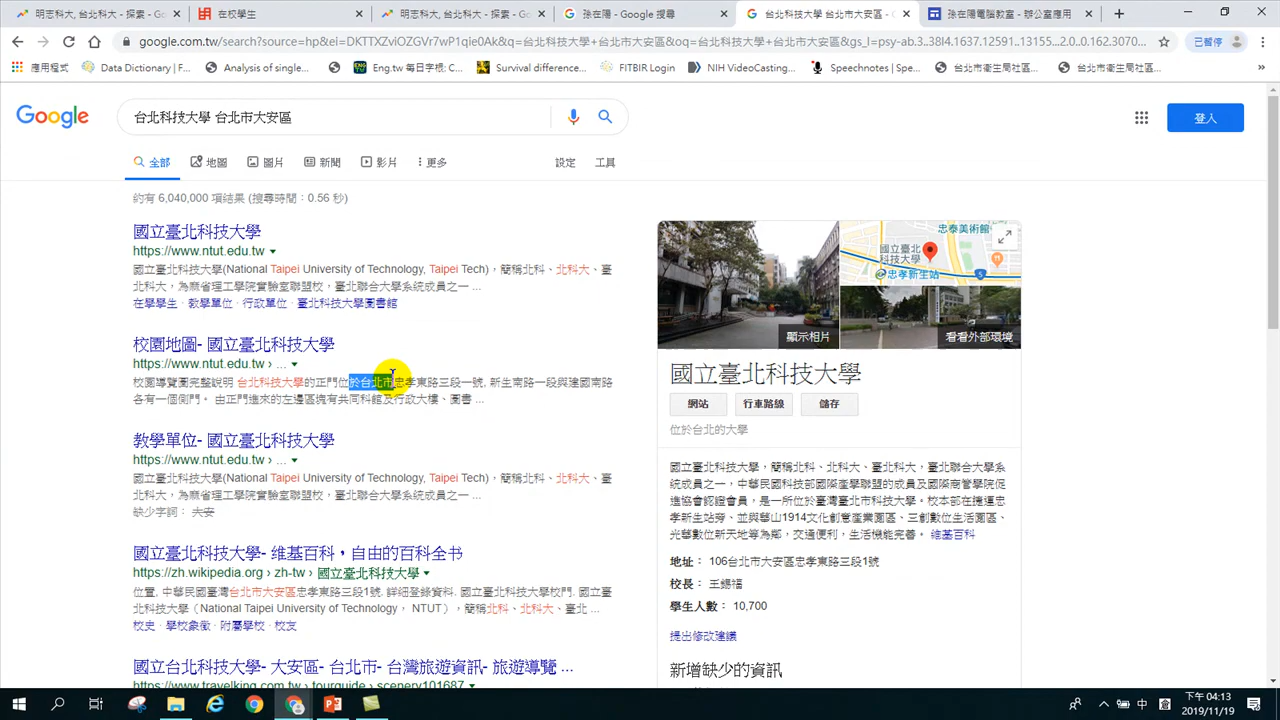 明志科大, 台北科大 - 探索 - Go
在校學生
明志科大, 台北科大 - 探索 - Go
孫在陽 - Google 搜尋
台北科技大學 台北市大安區 - G
孫在陽電腦教室 - 辦公室應用
google.com.tw/search?source=hp&ei=DKTTXZviOZGVr7wP1qie0Ak&q=台北科技大學+台北市大安區&oq=台北科技大學+台北市大安區&gs_l=psy-ab.3..38l4.1637.12591..13155...2.0..0.162.3070...
已暫停
應用程式
Data Dictionary | F...
Analysis of single...
Eng.tw 每日字梘, C...
Survival difference...
FITBIR Login
NIH VideoCasting...
Speechnotes | Spe...
台北市衛生局社區...
台北市衛生局社區...
Google
台北科技大學 台北市大安區
登入
全部
地圖
圖片
新聞
影片
更多
設定
工具
約有 6,040,000 項結果 (搜尋時間：0.56 秒)
國立臺北科技大學
https://www.ntut.edu.tw
國立臺北科技大學(National Taipei University of Technology, Taipei Tech)，簡稱北科、北科大、臺
北科大、為麻省理工學院實驗室聯盟校，臺北聯合大學系統成員之一 ...
在學學生 · 教學單位 · 行政單位 · 臺北科技大學圖書館
校園地圖- 國立臺北科技大學
https://www.ntut.edu.tw › ...
校園導覽圖完整說明 台北科技大學的正門位於台北市忠孝東路三段一號, 新生南路一段與建國南路
各有一個側門。 由正門進來的左邊區塊有共同科館及行政大樓、圖書 ...
教學單位- 國立臺北科技大學
https://www.ntut.edu.tw › ...
國立臺北科技大學(National Taipei University of Technology, Taipei Tech)，簡稱北科、北科大、臺
北科大，為麻省理工學院實驗室聯盟校，臺北聯合大學系統成員之一 ...
缺少字詞： 大安
國立臺北科技大學- 维基百科，自由的百科全书
https://zh.wikipedia.org › zh-tw › 國立臺北科技大學
位置, 中華民國臺灣台北市大安區忠孝東路三段1號. 詳細登錄資料. 國立臺北科技大學校門. 國立臺
北科技大學（National Taipei University of Technology， NTUT），簡稱北科、北科大、臺北 ...
校史 · 學校象徵 · 附屬學校 · 校友
國立台北科技大學- 大安區- 台北市- 台灣旅遊資訊- 旅遊導覽 ...
https://www.travelking.com.tw › tourguide › scenery101687
忠泰美術館
國立臺北
科技大學
忠孝新生站
顯示相片
看看外部環境
國立臺北科技大學
網站
行車路線
儲存
位於台北的大學
國立臺北科技大學，簡稱北科、北科大、臺北科大，臺北聯合大學系
統成員之一，中華民國科技部國際產學聯盟的成員及國際商管學院促
進協會認證會員，是一所位於臺灣臺北市科技大學。校本部在捷運忠
孝新生站旁、並與華山1914文化創意產業園區、三創數位生活園區、
光華數位新天地等為鄰，交通便利，生活機能完善。 維基百科
地址： 106台北市大安區忠孝東路三段1號
校長： 王錫福
學生人數： 10,700
提出修改建議
新增缺少的資訊
中
下午 04:13
2019/11/19